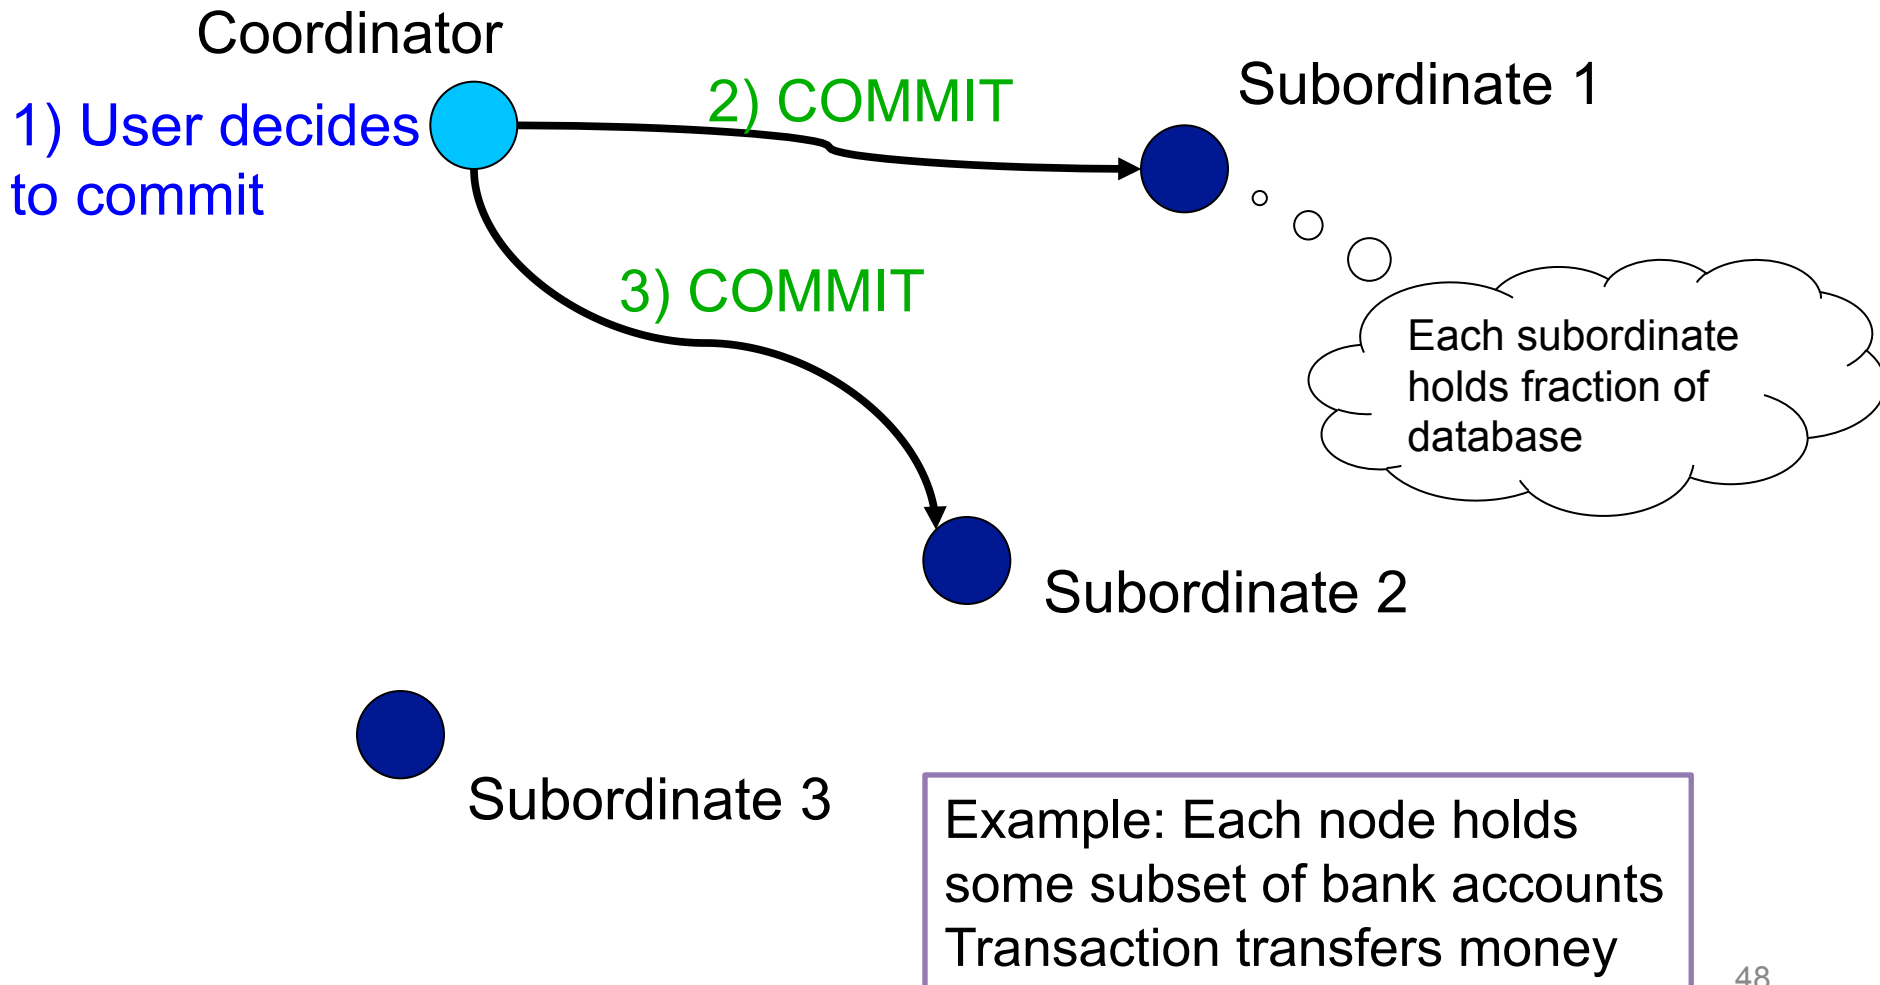 Coordinator
1) User decides
to commit
2) COMMIT
Subordinate 1
3) COMMIT
Each subordinate
holds fraction of
database
Subordinate 2
Subordinate 3
Example: Each node holds
some subset of bank accounts
Transaction transfers money
48